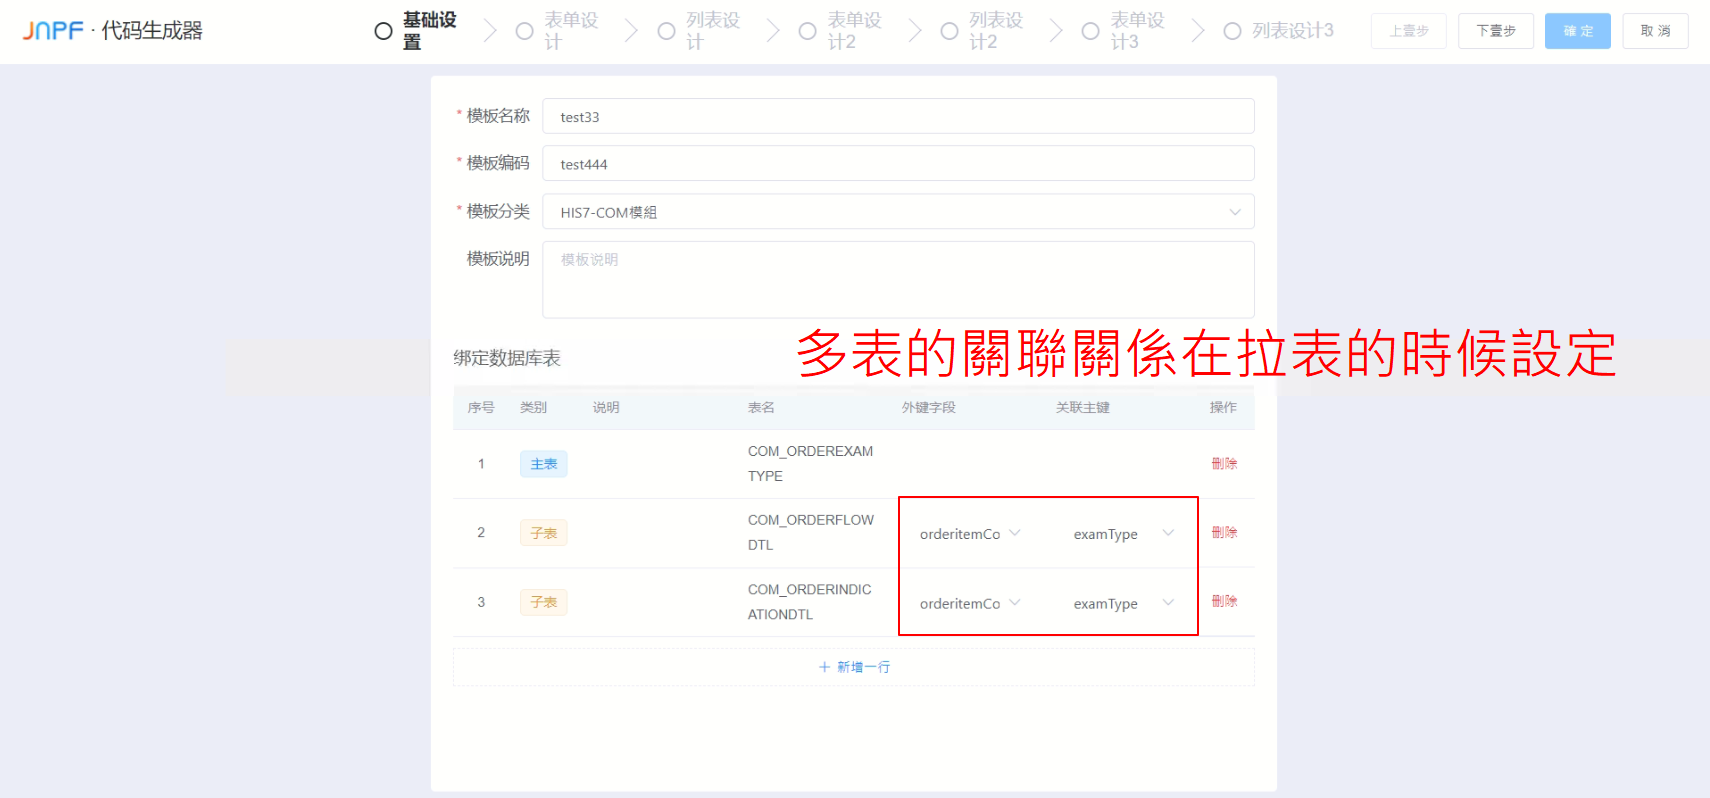 JNPF · 代码生成器
基础设
置
表单设
计
列表设
计
表单设
计2
列表设
计2
表单设
计3
列表设计3
上壹步
下壹步
確 定
取 消
* 模板名称
test33
* 模板编码
test444
* 模板分类
HIS7-COM模組
模板说明
模板说明
多表的關聯關係在拉表的時候設定
绑定数据库表
序号 类别 说明 表名 外键字段 关联主键 操作
1 主表 COM_ORDEREXAM
TYPE 删除
2 子表 COM_ORDERFLOW
DTL orderitemCo examType 删除
3 子表 COM_ORDERINDIC
ATIONDTL orderitemCo examType 删除
+ 新增一行